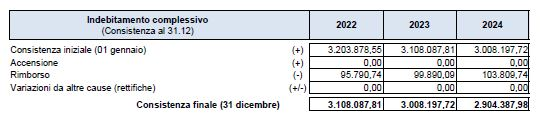 Indebitamento complessivo
(Consistenza al 31.12) 2022 2023 2024
Consistenza iniziale (01 gennaio) (+) 3.203.878,55 3.108.087,81 3.008.197,72
Accensione (+) 0,00 0,00 0,00
Rimborso (-) 95.790,74 99.890,09 103.809,74
Variazioni da altre cause (rettifiche) (+/-) 0,00 0,00 0,00
Consistenza finale (31 dicembre) 3.108.087,81 3.008.197,72 2.904.387,98